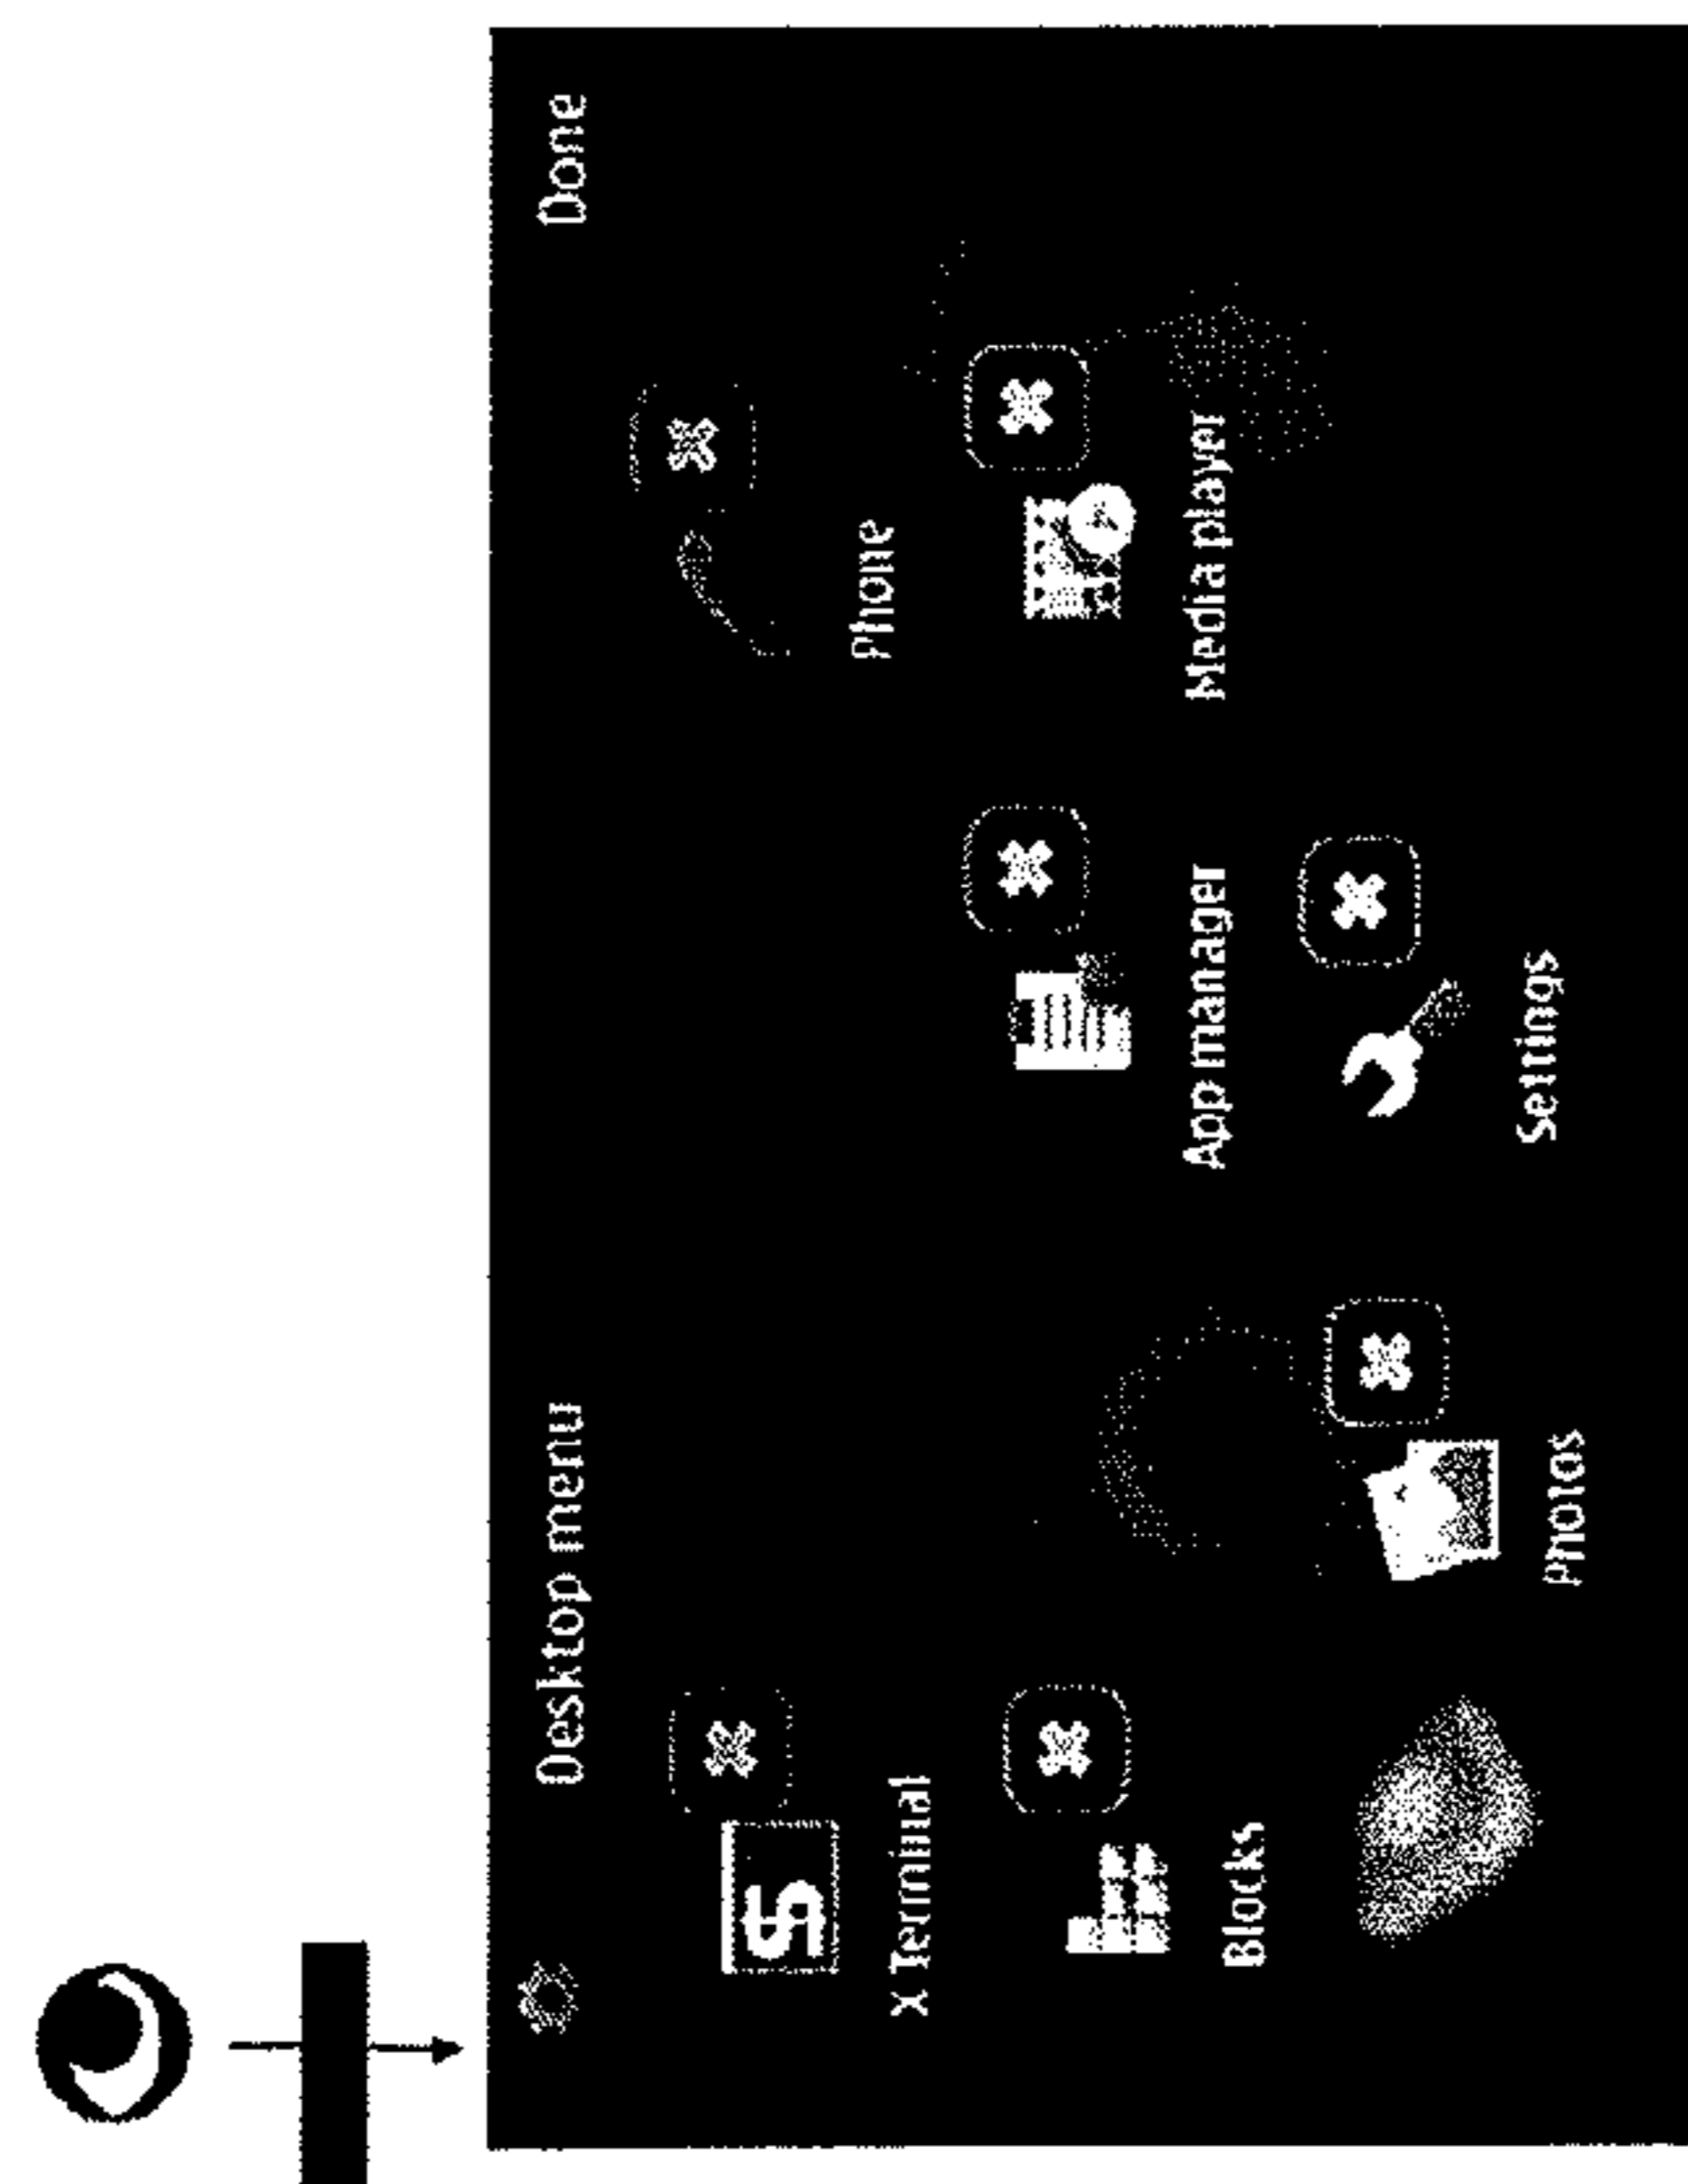 Desktop menu
Done
X Terminal
Phone
Blocks
App manager
Media player
Photos
Settings